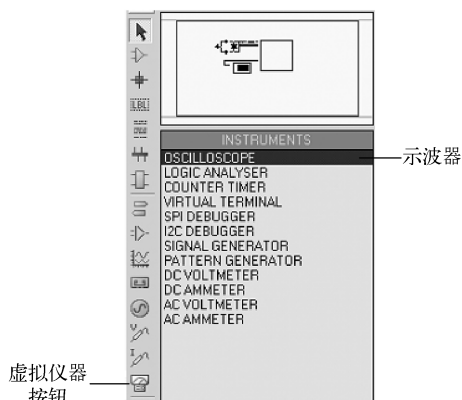 LBL
INSTRUMENTS
OSCILLOSCOPE
示波器
LOGIC ANALYSER
COUNTER TIMER
VIRTUAL TERMINAL
SPI DEBUGGER
I2C DEBUGGER
SIGNAL GENERATOR
PATTERN GENERATOR
DC VOLTMETER
DC AMMETER
AC VOLTMETER
AC AMMETER
V
I
虚拟仪器
按钮